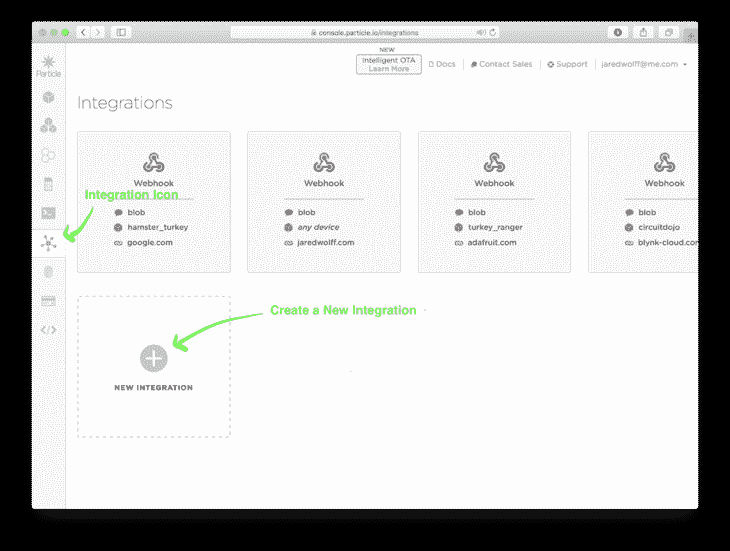 console.particle.io/integrations
NEW
Intelligent OTA
Learn More
Docs
Contact Sales
Support
jaredwolff@me.com
Particle
Integrations
Webhook
blob
hamster_turkey
google.com
Webhook
blob
any device
jaredwolff.com
Webhook
blob
turkey_ranger
adafruit.com
Webhook
blob
circuitdojo
blynk-cloud.com
Integration Icon
Create a New Integration
NEW INTEGRATION